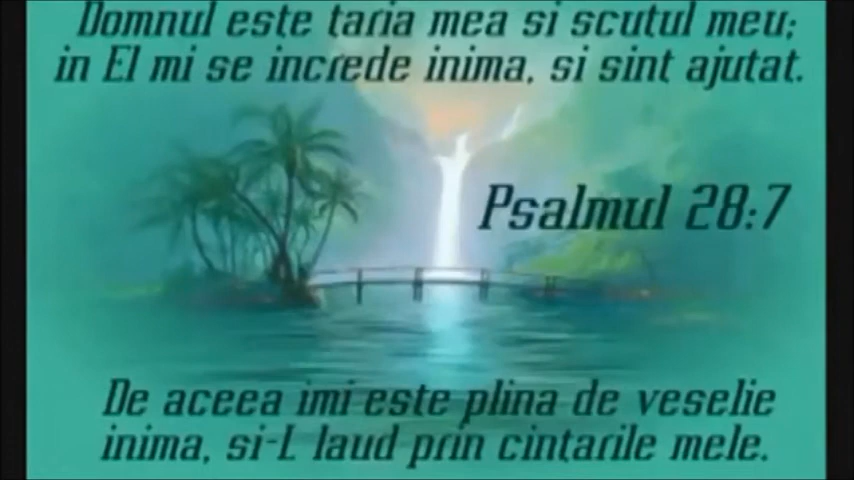 Domnul este taria mea si scutul meu;
in El mi se increde inima, si sint ajutat.
Psalmul 28:7
De aceea imi este plina de veselie
inima, si-L laud prin cintarile mele.